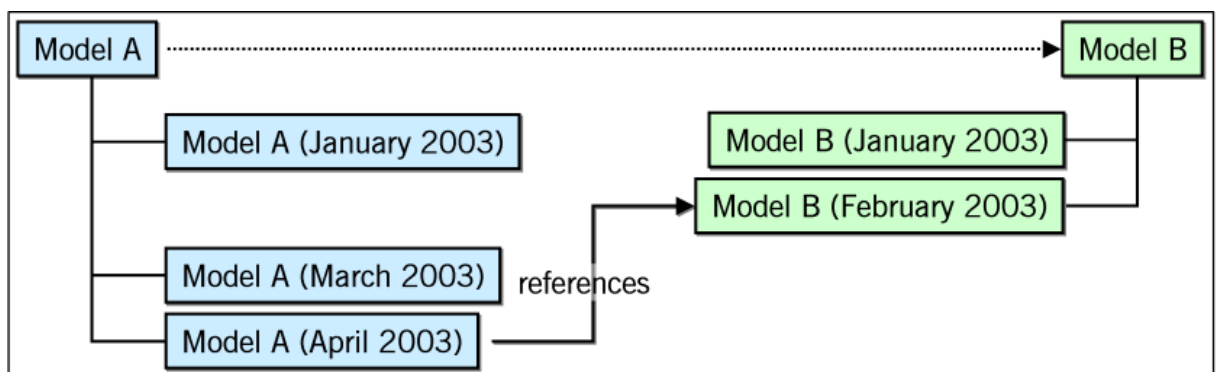 Model A
Model B
Model A (January 2003)
Model B (January 2003)
Model B (February 2003)
Model A (March 2003)
references
Model A (April 2003)